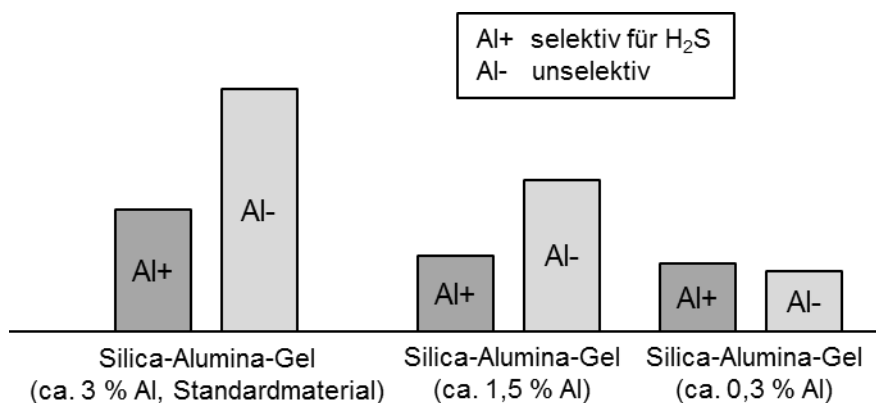 Al+ selektiv für H₂S
Al- unselektiv
Al+
Al-
Al+
Al-
Al+
Al-
Silica-Alumina-Gel
(ca. 3 % Al, Standardmaterial)
Silica-Alumina-Gel
(ca. 1,5 % Al)
Silica-Alumina-Gel
(ca. 0,3 % Al)